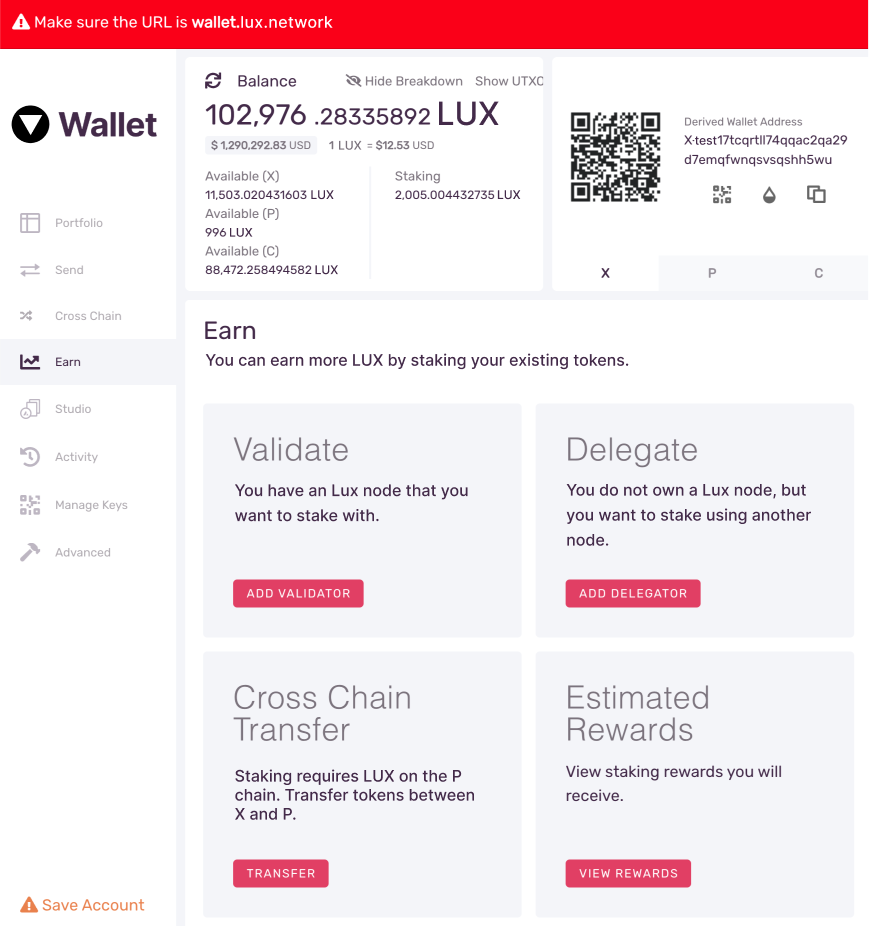 Make sure the URL is wallet.lux.network
Wallet
Portfolio
Send
Cross Chain
Earn
Studio
Activity
Manage Keys
Advanced
Save Account
Balance
Hide Breakdown
Show UTXO
102,976 .28335892 LUX
$ 1,290,292.83 USD
1 LUX = $12.53 USD
Available (X)
11,503.020431603 LUX
Available (P)
996 LUX
Available (C)
88,472.258494582 LUX
Staking
2,005.004432735 LUX
Derived Wallet Address
X-test17tcqrtll74qqac2qa29
d7emqfwnqsvsqshh5wu
X
P
C
Earn
You can earn more LUX by staking your existing tokens.
Validate
You have an Lux node that you
want to stake with.
ADD VALIDATOR
Delegate
You do not own a Lux node, but
you want to stake using another
node.
ADD DELEGATOR
Cross Chain
Transfer
Staking requires LUX on the P
chain. Transfer tokens between
X and P.
TRANSFER
Estimated
Rewards
View staking rewards you will
receive.
VIEW REWARDS